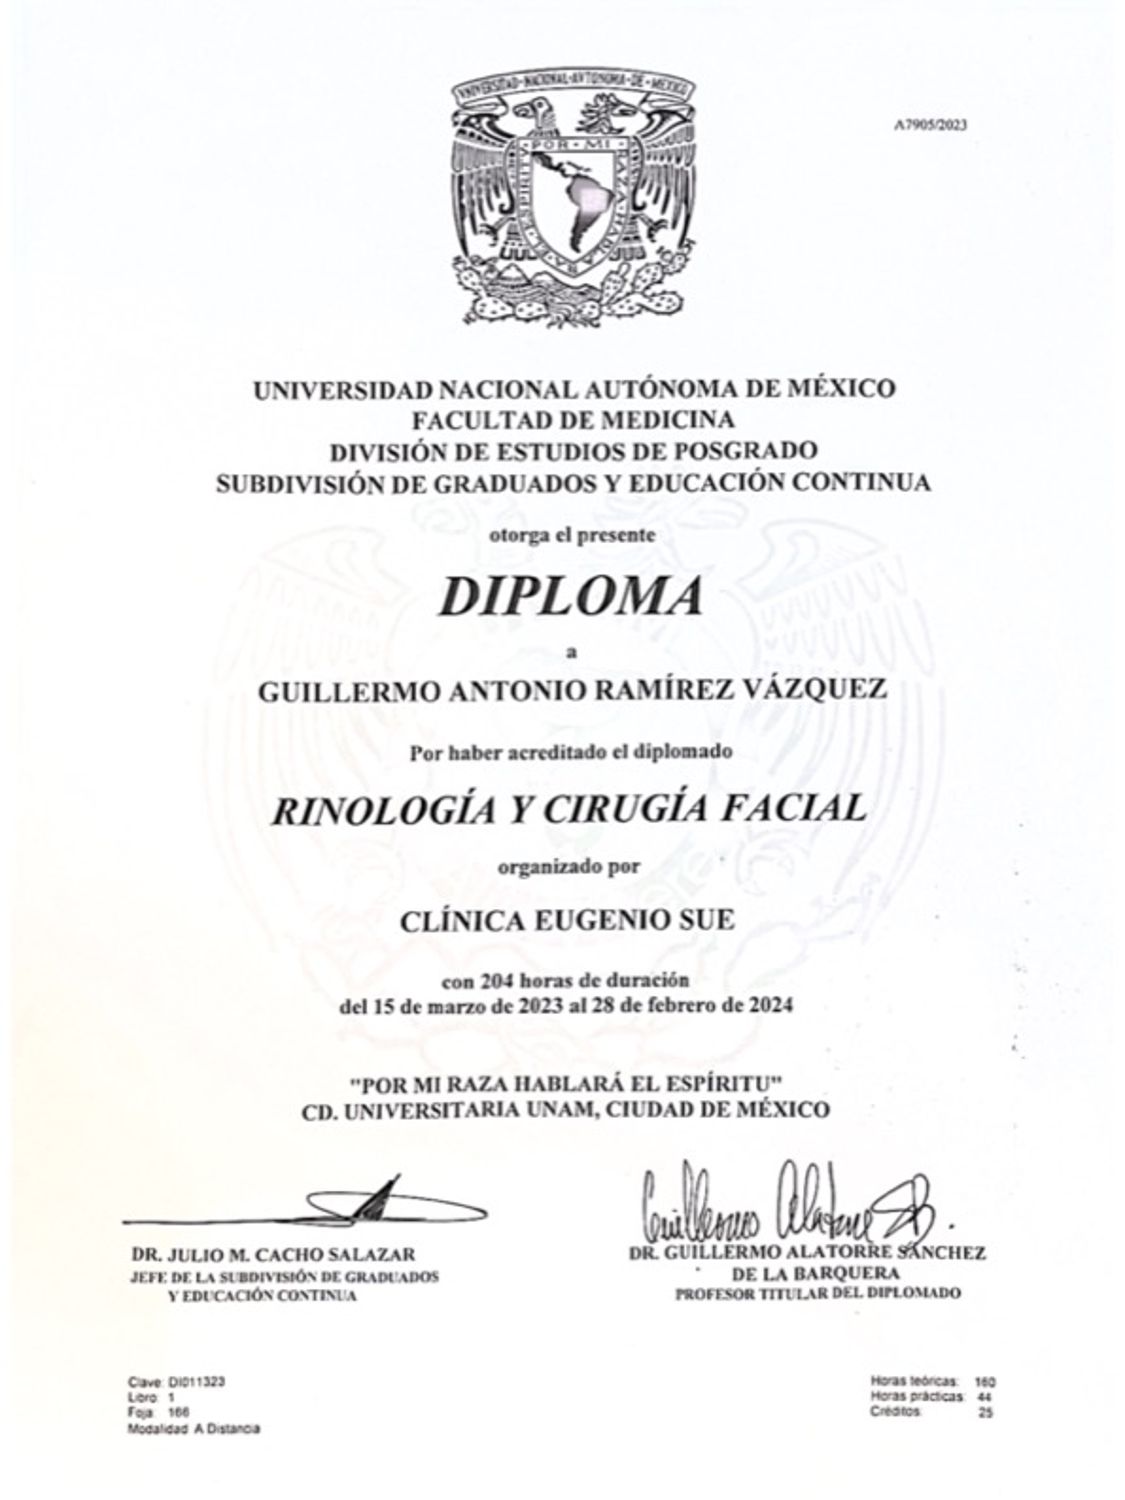 UNIVERSIDAD-NACIONAL-AVTONOMA-DE-MEXICO
A7905/2023
POR MI RAZA HABLARA EL ESPIRITV
UNIVERSIDAD NACIONAL AUTÓNOMA DE MÉXICO
FACULTAD DE MEDICINA
DIVISIÓN DE ESTUDIOS DE POSGRADO
SUBDIVISIÓN DE GRADUADOS Y EDUCACIÓN CONTINUA
otorga el presente
DIPLOMA
a
GUILLERMO ANTONIO RAMÍREZ VÁZQUEZ
Por haber acreditado el diplomado
RINOLOGÍA Y CIRUGÍA FACIAL
organizado por
CLÍNICA EUGENIO SUE
con 204 horas de duración
del 15 de marzo de 2023 al 28 de febrero de 2024
"POR MI RAZA HABLARÁ EL ESPÍRITU"
CD. UNIVERSITARIA UNAM, CIUDAD DE MÉXICO
Guillermo Alatorre SB.
DR. JULIO M. CACHO SALAZAR
JEFE DE LA SUBDIVISIÓN DE GRADUADOS
Y EDUCACIÓN CONTINUA
DR. GUILLERMO ALATORRE SÁNCHEZ
DE LA BARQUERA
PROFESOR TITULAR DEL DIPLOMADO
Clave: DI011323
Libro: 1
Foja: 166
Modalidad A Distancia
Horas teóricas: 160
Horas prácticas: 44
Créditos: 25